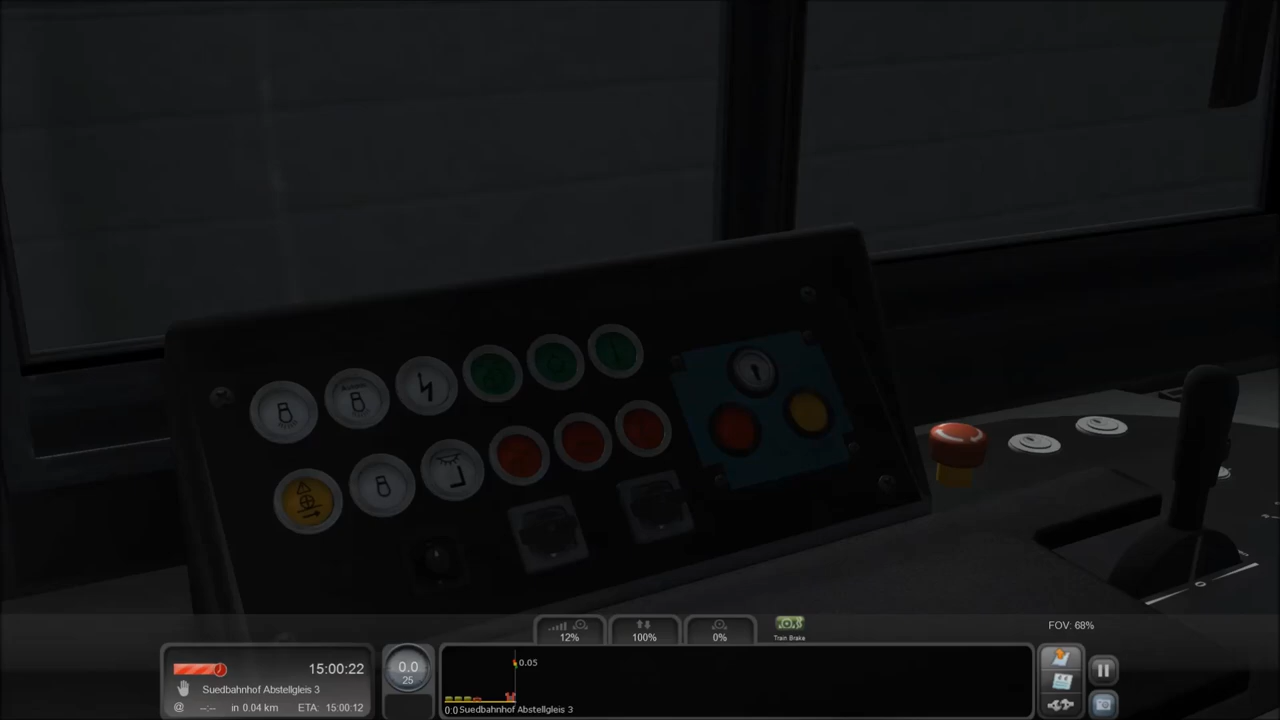 Automatic
12%
100%
0%
Train Brake
FOV: 68%
15:00:22
Suedbahnhof Abstellgleis 3
@ --:-- in 0.04 km ETA: 15:00:12
0.0
25
0.05
0:0 Suedbahnhof Abstellgleis 3